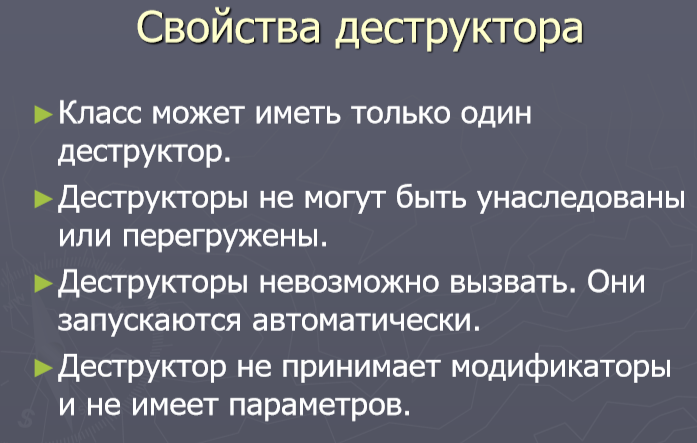 Свойства деструктора
►Класс может иметь только один
деструктор.
►Деструкторы не могут быть унаследованы
или перегружены.
►Деструкторы невозможно вызвать. Они
запускаются автоматически.
►Деструктор не принимает модификаторы
и не имеет параметров.